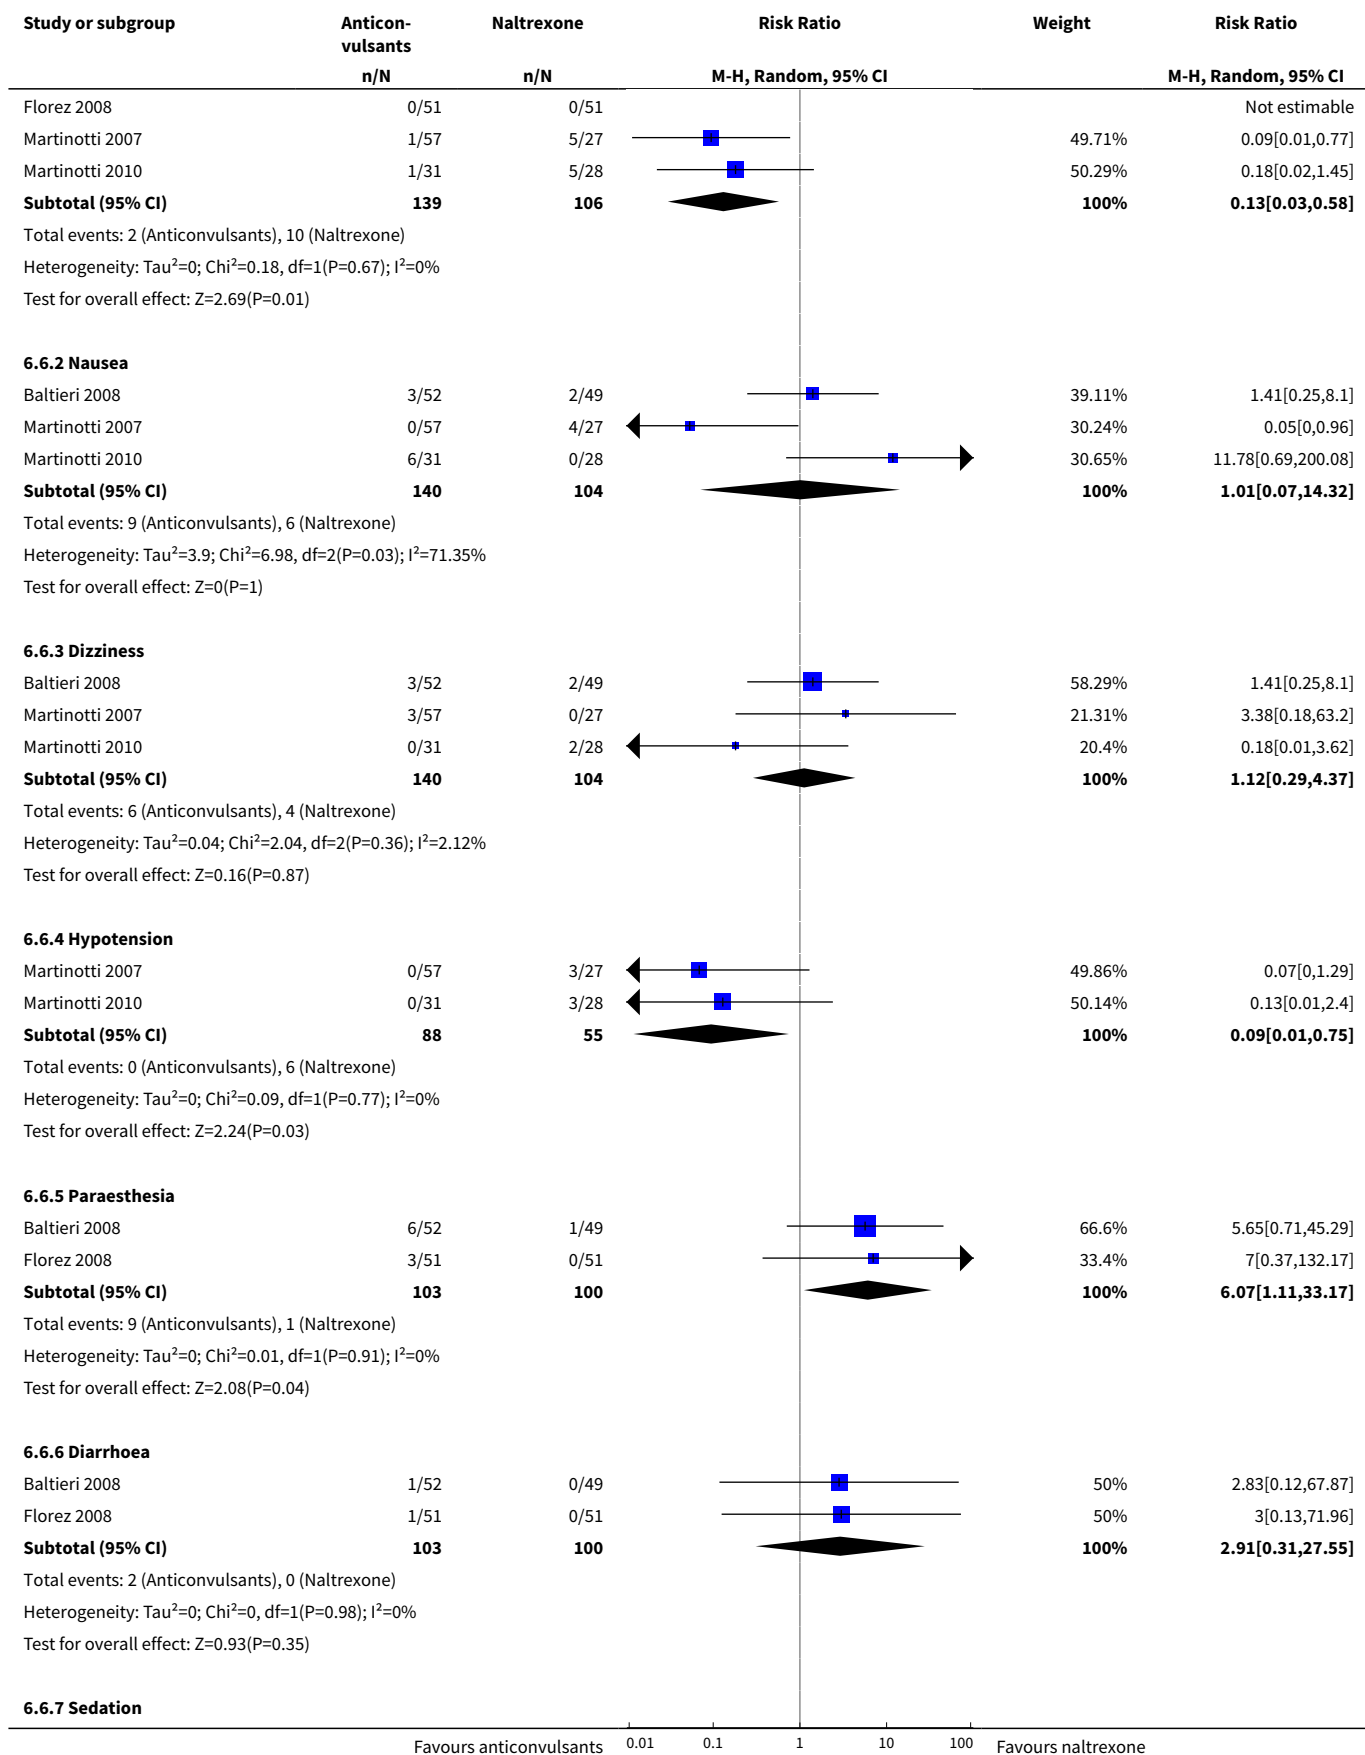 Study or subgroup Anticon- Naltrexone Risk Ratio Weight Risk Ratio
vulsants
n/N n/N M-H, Random, 95% CI M-H, Random, 95% CI
Florez 2008 0/51 0/51 Not estimable
Martinotti 2007 1/57 5/27 49.71% 0.09[0.01,0.77]
Martinotti 2010 1/31 5/28 50.29% 0.18[0.02,1.45]
Subtotal (95% CI) 139 106 100% 0.13[0.03,0.58]
Total events: 2 (Anticonvulsants), 10 (Naltrexone)
Heterogeneity: Tau²=0; Chi²=0.18, df=1(P=0.67); I²=0%
Test for overall effect: Z=2.69(P=0.01)
6.6.2 Nausea
Baltieri 2008 3/52 2/49 39.11% 1.41[0.25,8.1]
Martinotti 2007 0/57 4/27 30.24% 0.05[0,0.96]
Martinotti 2010 6/31 0/28 30.65% 11.78[0.69,200.08]
Subtotal (95% CI) 140 104 100% 1.01[0.07,14.32]
Total events: 9 (Anticonvulsants), 6 (Naltrexone)
Heterogeneity: Tau²=3.9; Chi²=6.98, df=2(P=0.03); I²=71.35%
Test for overall effect: Z=0(P=1)
6.6.3 Dizziness
Baltieri 2008 3/52 2/49 58.29% 1.41[0.25,8.1]
Martinotti 2007 3/57 0/27 21.31% 3.38[0.18,63.2]
Martinotti 2010 0/31 2/28 20.4% 0.18[0.01,3.62]
Subtotal (95% CI) 140 104 100% 1.12[0.29,4.37]
Total events: 6 (Anticonvulsants), 4 (Naltrexone)
Heterogeneity: Tau²=0.04; Chi²=2.04, df=2(P=0.36); I²=2.12%
Test for overall effect: Z=0.16(P=0.87)
6.6.4 Hypotension
Martinotti 2007 0/57 3/27 49.86% 0.07[0,1.29]
Martinotti 2010 0/31 3/28 50.14% 0.13[0.01,2.4]
Subtotal (95% CI) 88 55 100% 0.09[0.01,0.75]
Total events: 0 (Anticonvulsants), 6 (Naltrexone)
Heterogeneity: Tau²=0; Chi²=0.09, df=1(P=0.77); I²=0%
Test for overall effect: Z=2.24(P=0.03)
6.6.5 Paraesthesia
Baltieri 2008 6/52 1/49 66.6% 5.65[0.71,45.29]
Florez 2008 3/51 0/51 33.4% 7[0.37,132.17]
Subtotal (95% CI) 103 100 100% 6.07[1.11,33.17]
Total events: 9 (Anticonvulsants), 1 (Naltrexone)
Heterogeneity: Tau²=0; Chi²=0.01, df=1(P=0.91); I²=0%
Test for overall effect: Z=2.08(P=0.04)
6.6.6 Diarrhoea
Baltieri 2008 1/52 0/49 50% 2.83[0.12,67.87]
Florez 2008 1/51 0/51 50% 3[0.13,71.96]
Subtotal (95% CI) 103 100 100% 2.91[0.31,27.55]
Total events: 2 (Anticonvulsants), 0 (Naltrexone)
Heterogeneity: Tau²=0; Chi²=0, df=1(P=0.98); I²=0%
Test for overall effect: Z=0.93(P=0.35)
6.6.7 Sedation
Favours anticonvulsants 0.01 0.1 1 10 100 Favours naltrexone